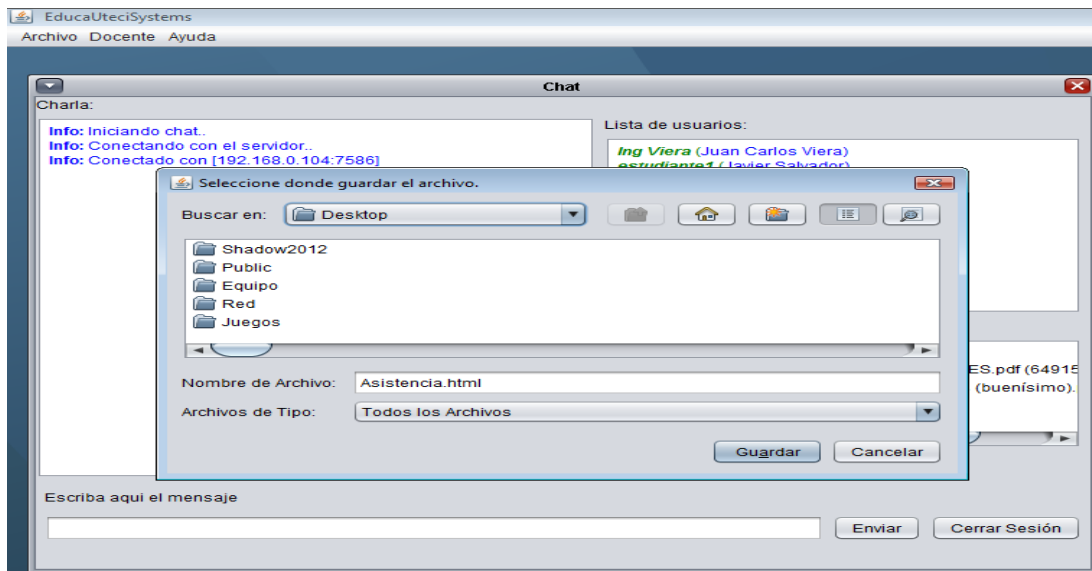 EducaUteciSystems
Archivo Docente Ayuda
Chat
Charla:
Info: Iniciando chat..
Info: Conectando con el servidor..
Info: Conectado con [192.168.0.104:7586]
Lista de usuarios:
Ing Viera (Juan Carlos Viera)
estudiante1 (Javier Salvador)
Seleccione donde guardar el archivo.
Buscar en: Desktop
Shadow2012
Public
Equipo
Red
Juegos
Nombre de Archivo: Asistencia.html
Archivos de Tipo: Todos los Archivos
Guardar Cancelar
ES.pdf (64915
(buenísimo).
Escriba aqui el mensaje
Enviar Cerrar Sesión